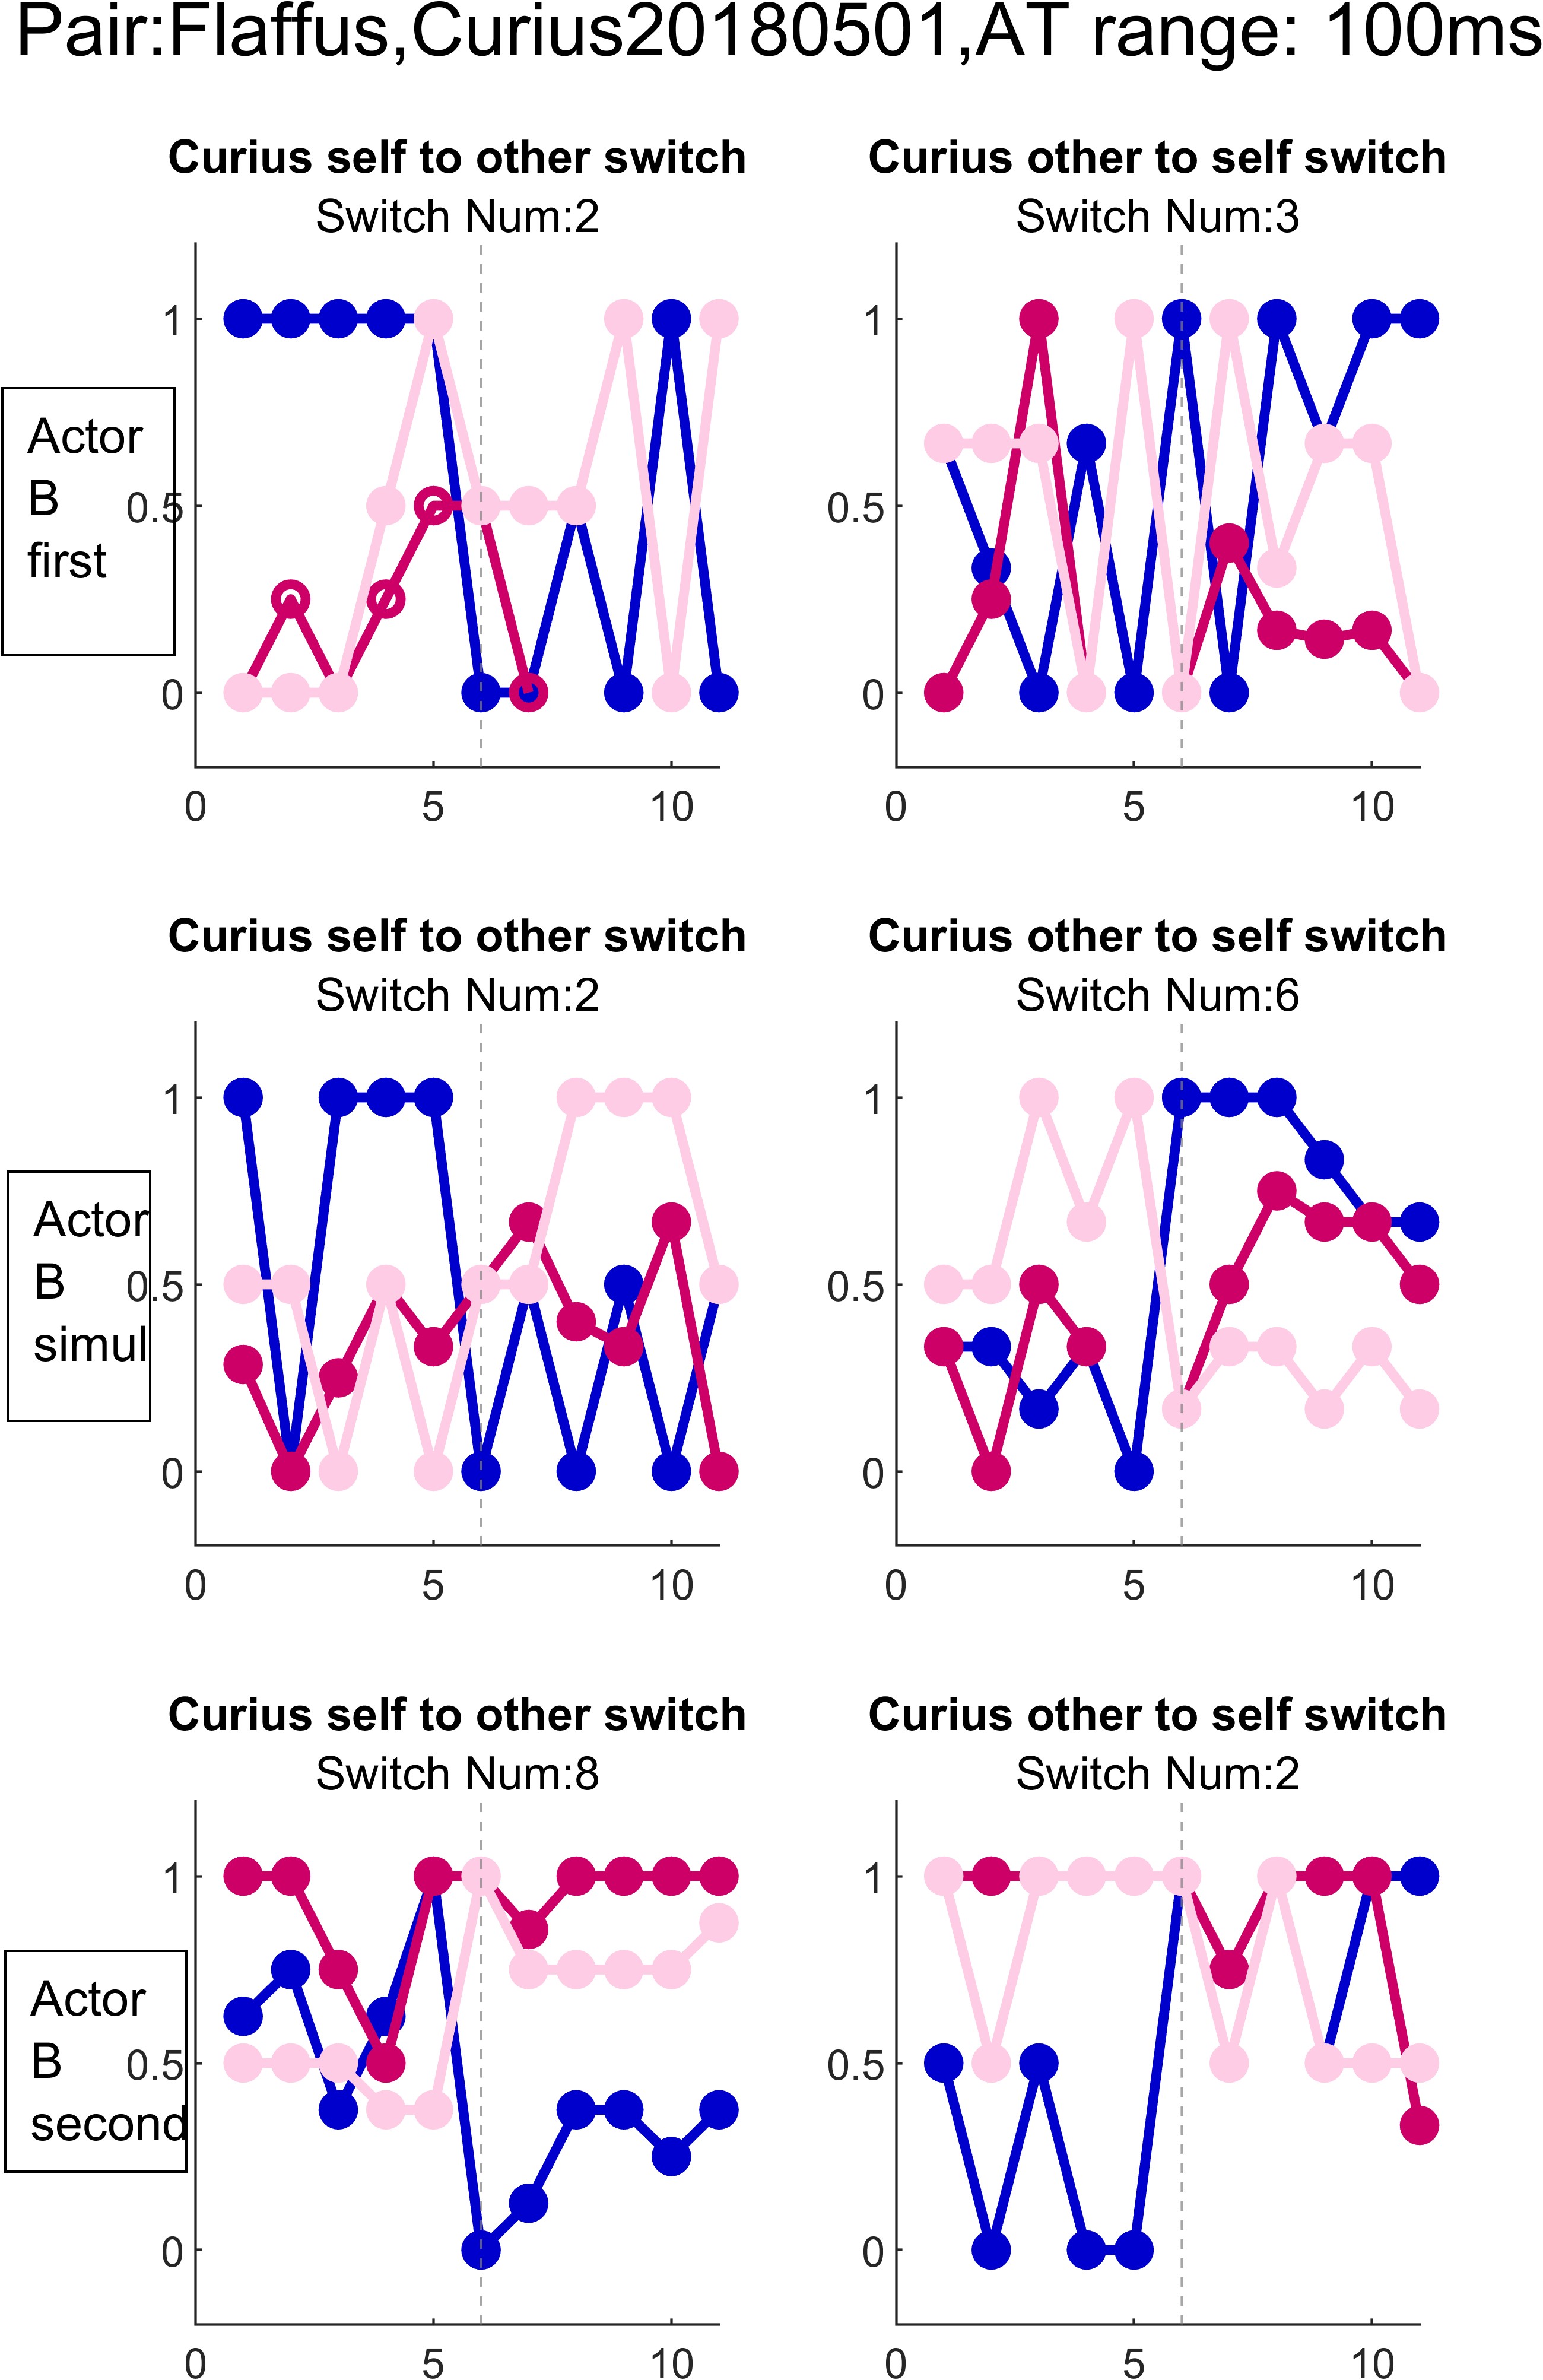 Pair:Flaffus,Curius20180501,AT range: 100ms
Curius self to other switch
Switch Num:2
Curius other to self switch
Switch Num:3
Actor
B
first
1
0.5
0
0 5 10
1
0.5
0
0 5 10
Curius self to other switch
Switch Num:2
Curius other to self switch
Switch Num:6
Actor
B
simul
1
0.5
0
0 5 10
1
0.5
0
0 5 10
Curius self to other switch
Switch Num:8
Curius other to self switch
Switch Num:2
Actor
B
second
1
0.5
0
0 5 10
1
0.5
0
0 5 10